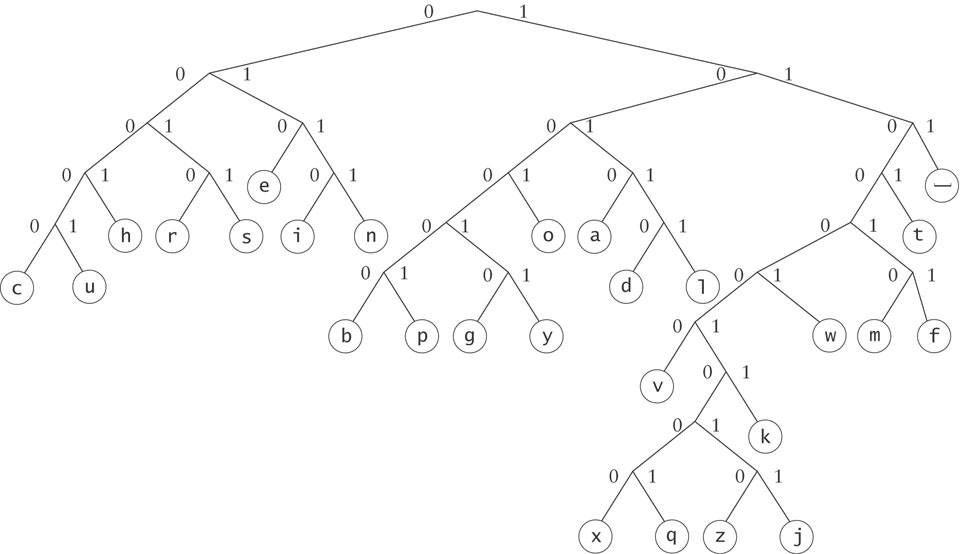 0 1
0 1 0 1
0 1 0 1 0 1 0 1
0 1 0 1 e 0 1 0 1 0 1 0 1 ⎵
0 1 h r s i n 0 1 o a 0 1 0 1 t
c u 0 1 0 1 d l 0 1 0 1
b p g y 0 1 w m f
v 0 1
0 1 k
0 1 0 1
x q z j